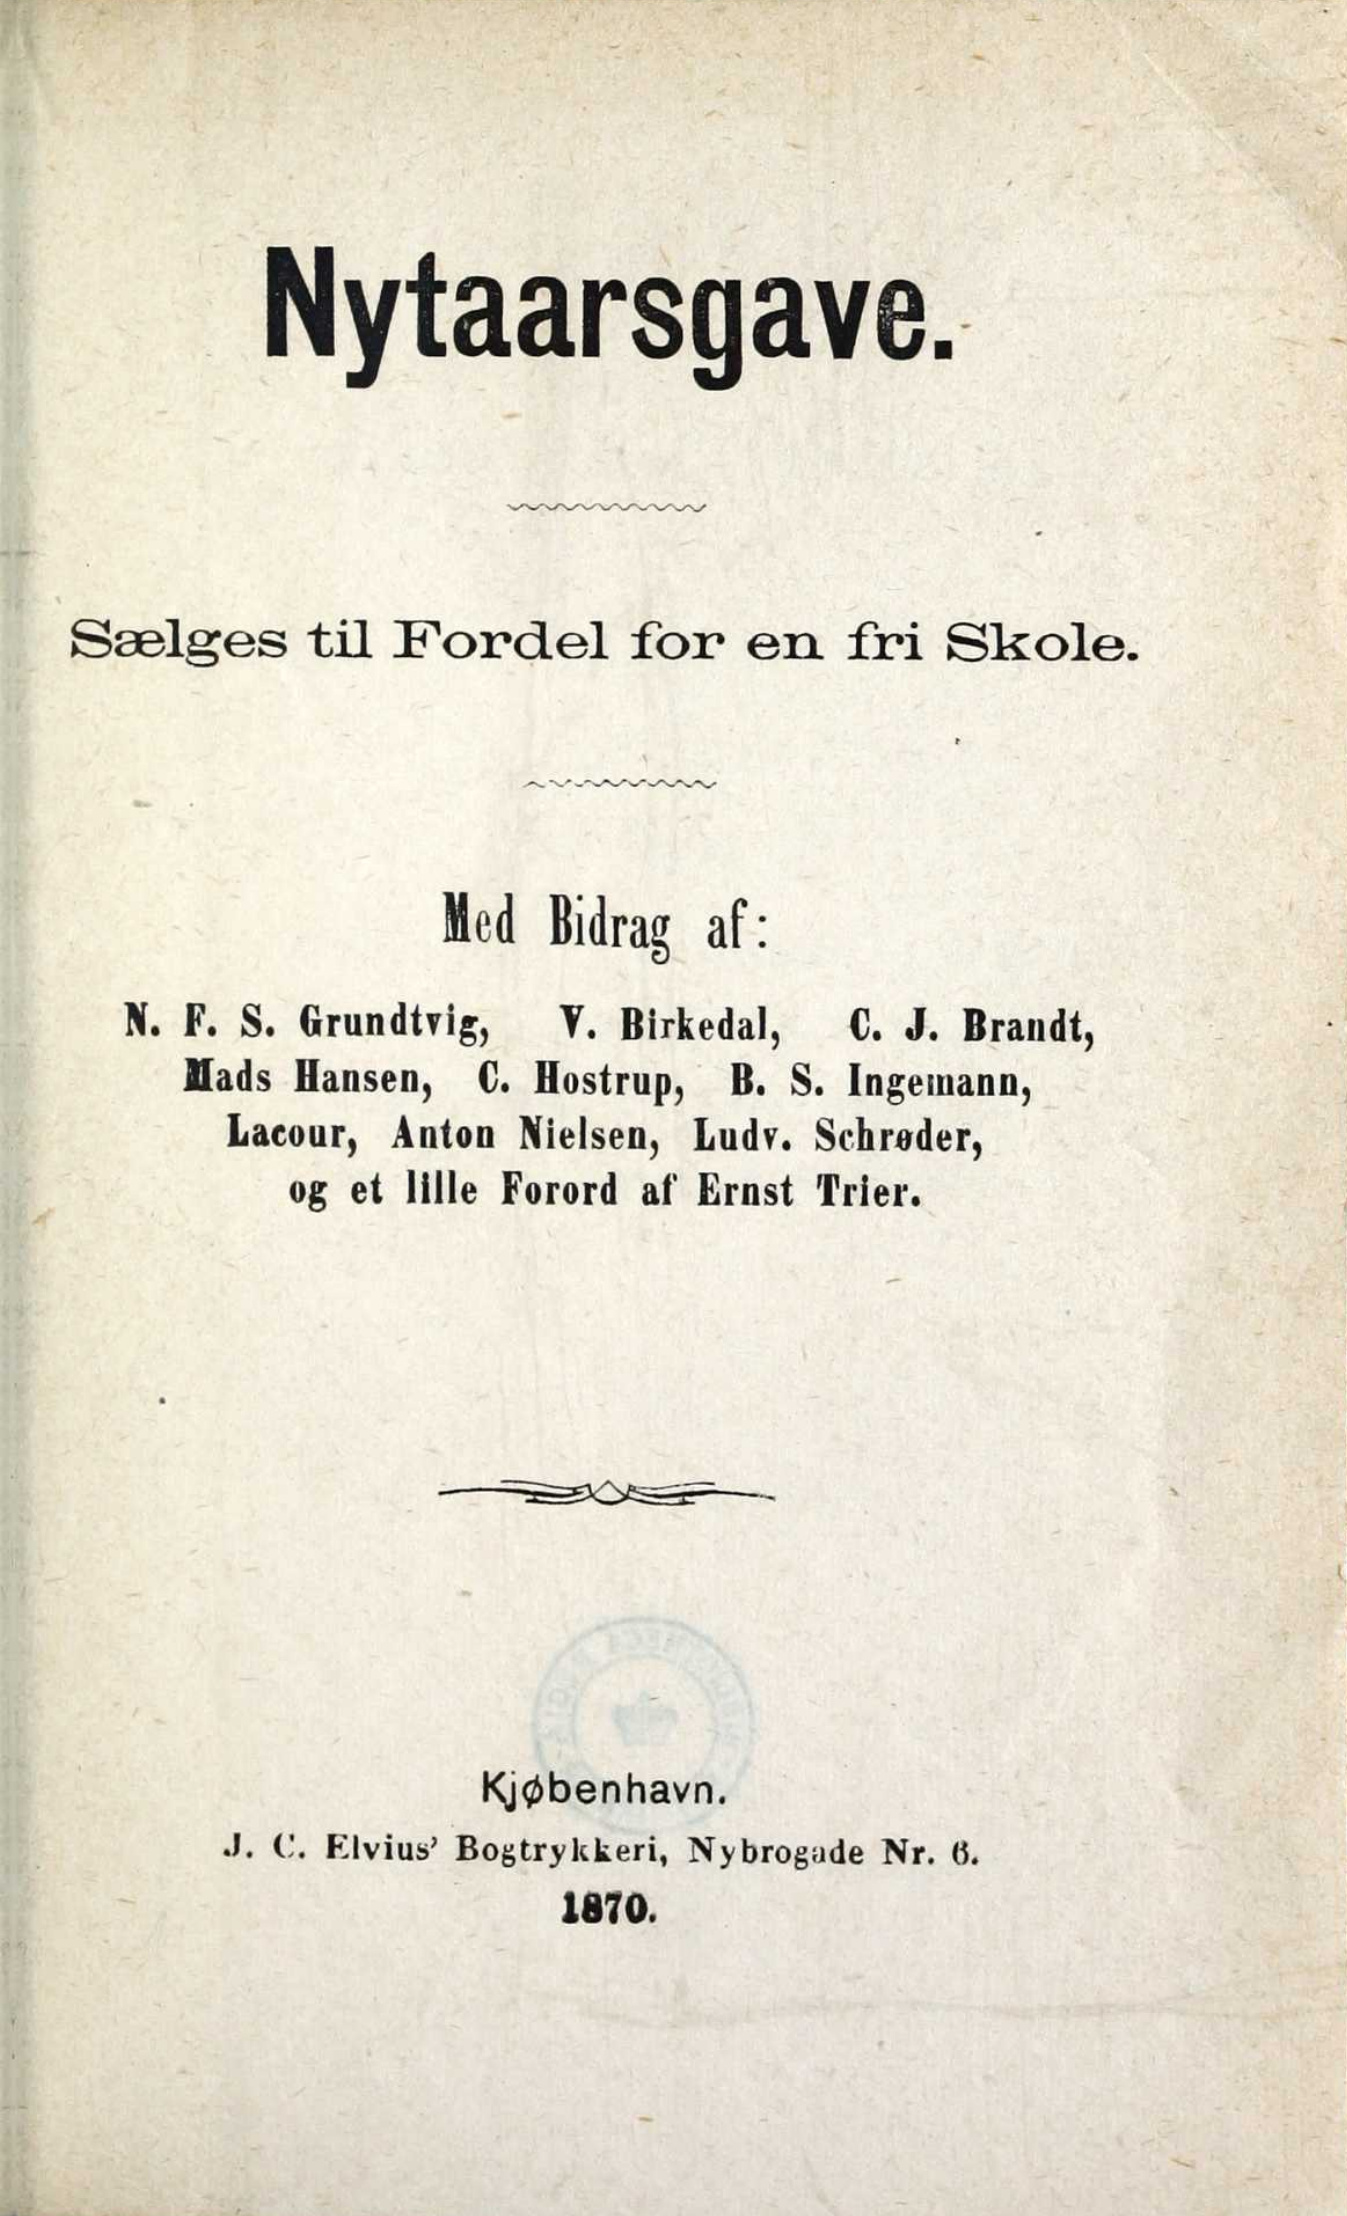 Nytaarsgave.
Sælges til Fordel for en fri Skole.
Med Bidrag af:
N. F. S. Grundtvig, V. Birkedal, C. J. Brandt,
Mads Hansen, C. Hostrup, B. S. Ingemann,
Lacour, Anton Nielsen, Ludv. Schrøder,
og et lille Forord af Ernst Trier.
Kjøbenhavn.
J. C. Elvius' Bogtrykkeri, Nybrogade Nr. 6.
1870.